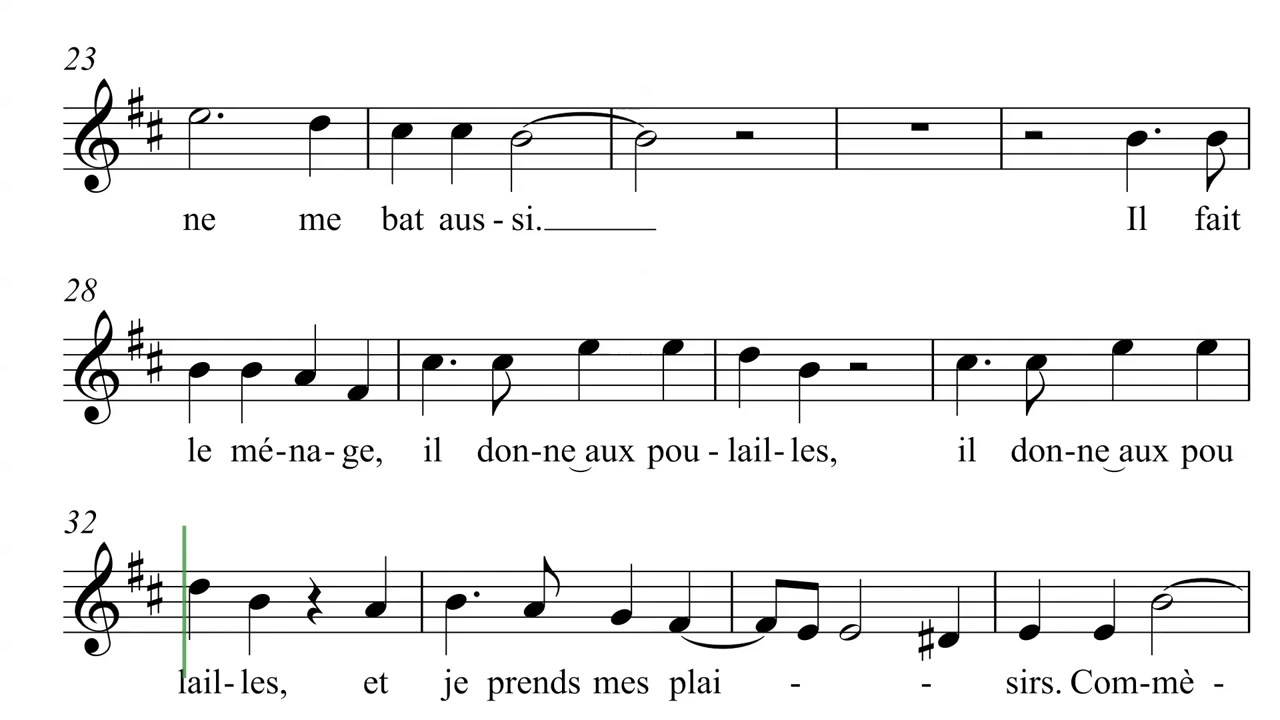 23
ne me bat aus - si.
Il fait
28
le mé-na-ge, il don-ne aux pou - lail- les, il don-ne aux pou
32
lail- les, et je prends mes plai - - sirs. Com-mè -